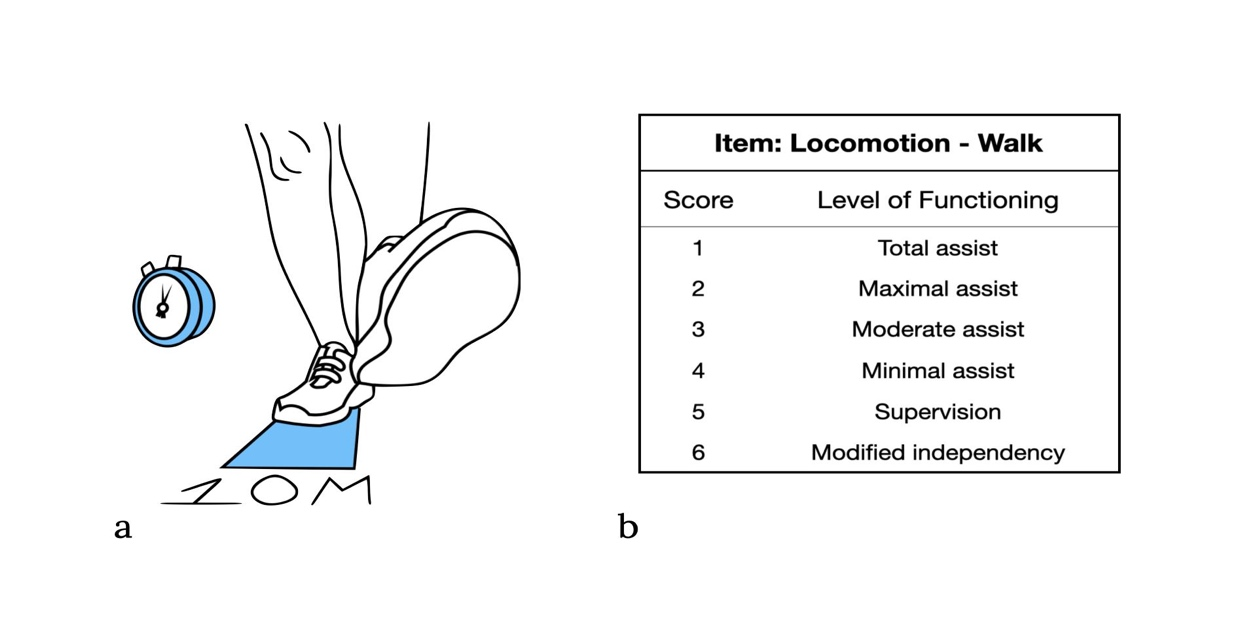 10M
a
Item: Locomotion - Walk
Score Level of Functioning
1 Total assist
2 Maximal assist
3 Moderate assist
4 Minimal assist
5 Supervision
6 Modified independency
b